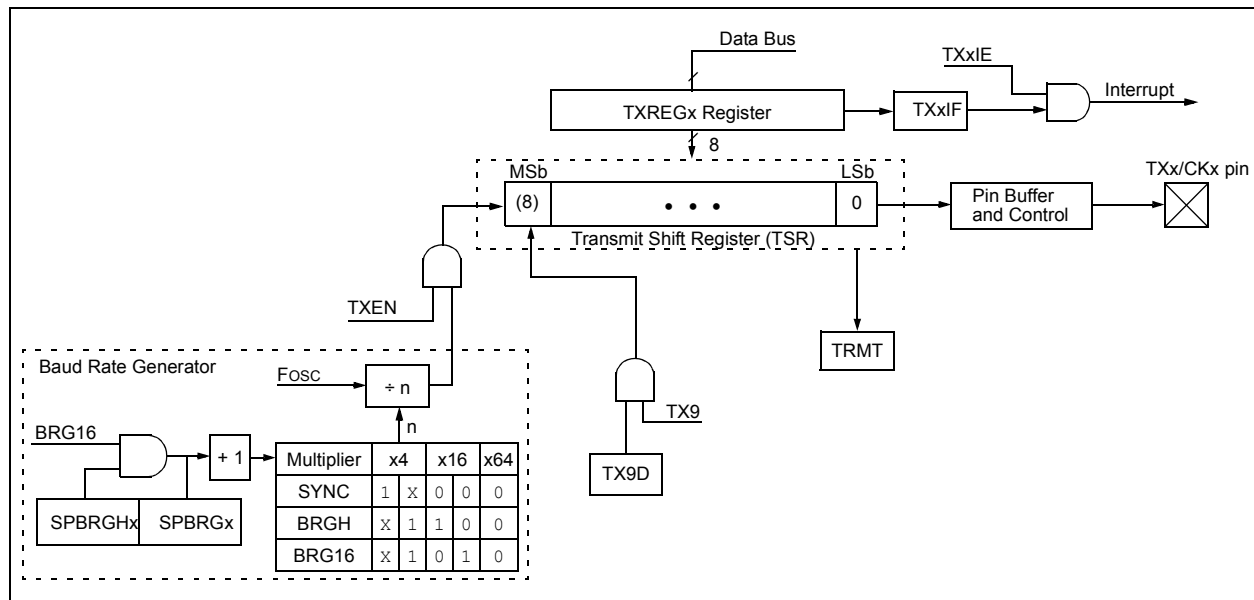 Data Bus
TXxIE
Interrupt
TXREGx Register
TXxIF
8
MSb
LSb
TXx/CKx pin
(8)
• • •
0
Pin Buffer
and Control
Transmit Shift Register (TSR)
TXEN
TRMT
Baud Rate Generator
FOSC
÷ n
TX9
BRG16
n
+ 1
Multiplier x4 x16 x64
TX9D
SYNC 1 X 0 0 0
SPBRGHx SPBRGx
BRGH X 1 1 0 0
BRG16 X 1 0 1 0